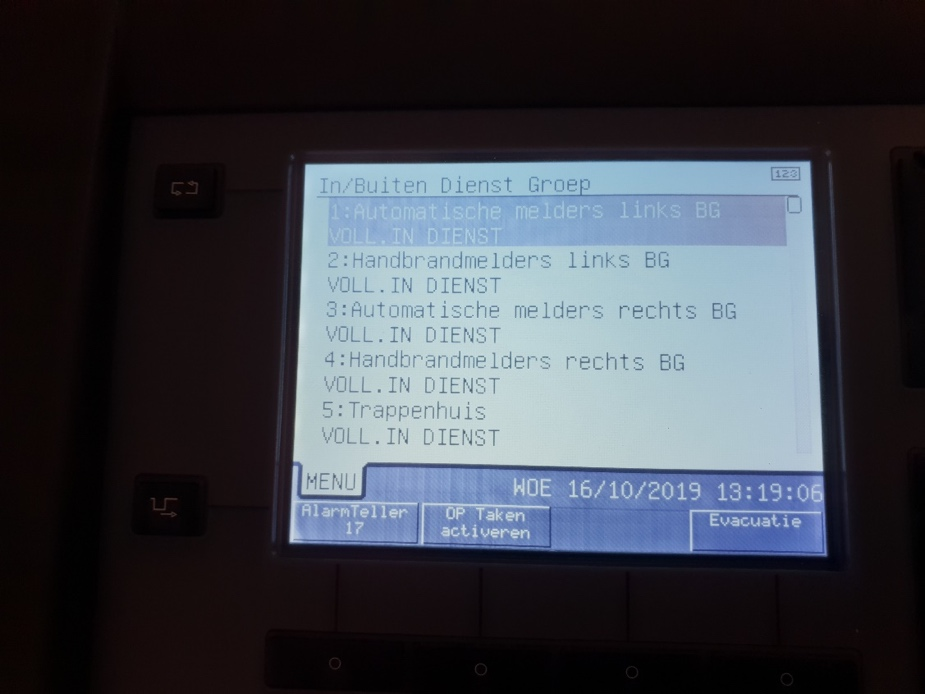 In/Buiten Dienst Groep
123
1:Automatische melders links BG
VOLL.IN DIENST
2:Handbrandmelders links BG
VOLL.IN DIENST
3:Automatische melders rechts BG
VOLL.IN DIENST
4:Handbrandmelders rechts BG
VOLL.IN DIENST
5:Trappenhuis
VOLL.IN DIENST
MENU
WOE 16/10/2019 13:19:06
AlarmTeller
17
OP Taken
activeren
Evacuatie